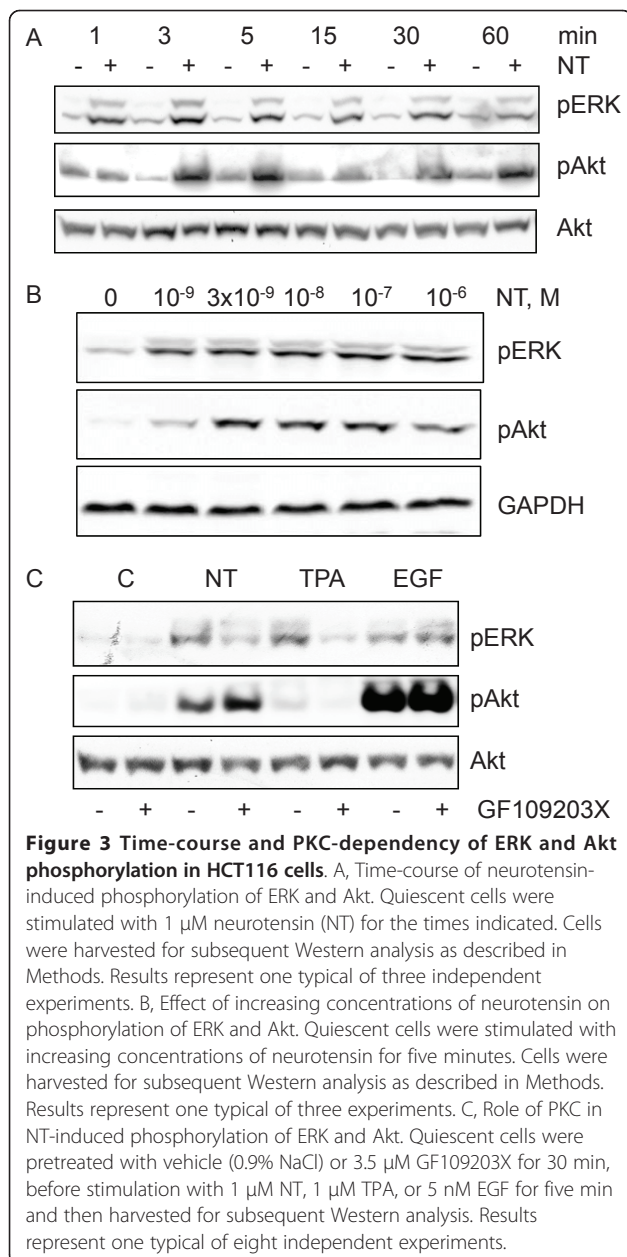 A 1 3 5 15 30 60 min
- + - + - + - + - + - + NT
pERK
pAkt
Akt
B 0 10⁻⁹ 3x10⁻⁹ 10⁻⁸ 10⁻⁷ 10⁻⁶ NT, M
pERK
pAkt
GAPDH
C C NT TPA EGF
pERK
pAkt
Akt
- + - + - + - + GF109203X
Figure 3 Time-course and PKC-dependency of ERK and Akt
phosphorylation in HCT116 cells. A, Time-course of neurotensin-
induced phosphorylation of ERK and Akt. Quiescent cells were
stimulated with 1 μM neurotensin (NT) for the times indicated. Cells
were harvested for subsequent Western analysis as described in
Methods. Results represent one typical of three independent
experiments. B, Effect of increasing concentrations of neurotensin on
phosphorylation of ERK and Akt. Quiescent cells were stimulated with
increasing concentrations of neurotensin for five minutes. Cells were
harvested for subsequent Western analysis as described in Methods.
Results represent one typical of three experiments. C, Role of PKC in
NT-induced phosphorylation of ERK and Akt. Quiescent cells were
pretreated with vehicle (0.9% NaCl) or 3.5 μM GF109203X for 30 min,
before stimulation with 1 μM NT, 1 μM TPA, or 5 nM EGF for five min
and then harvested for subsequent Western analysis. Results
represent one typical of eight independent experiments.